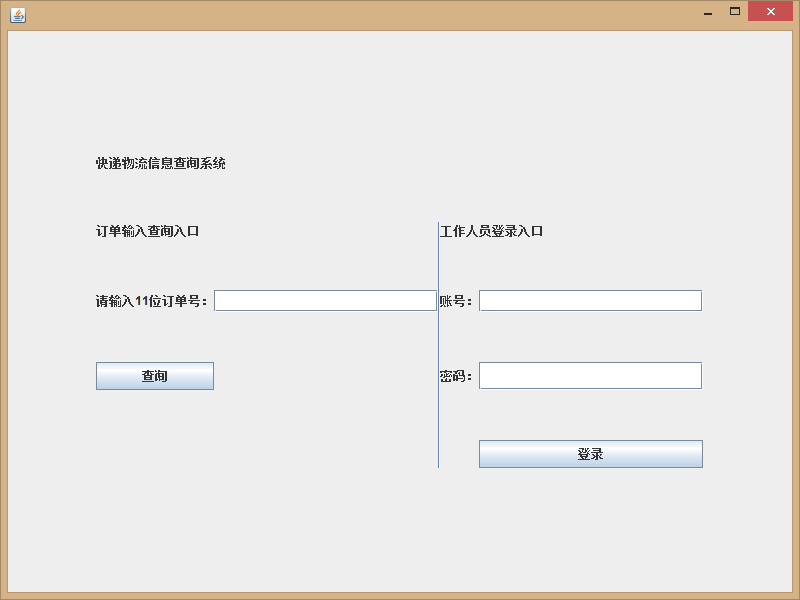 快递物流信息查询系统
订单输入查询入口
工作人员登录入口
请输入11位订单号：
账号：
查询
密码：
登录